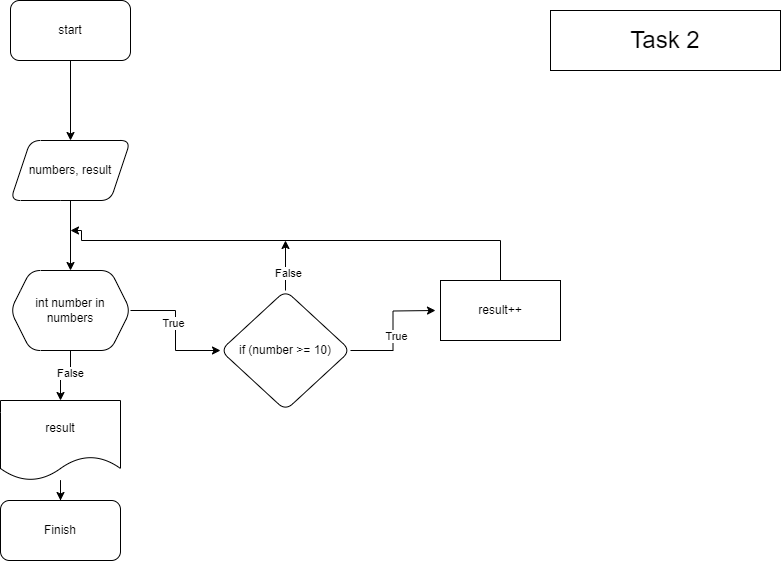 start
Task 2
numbers, result
int number in
numbers
True
False
if (number >= 10)
True
result++
False
result
Finish